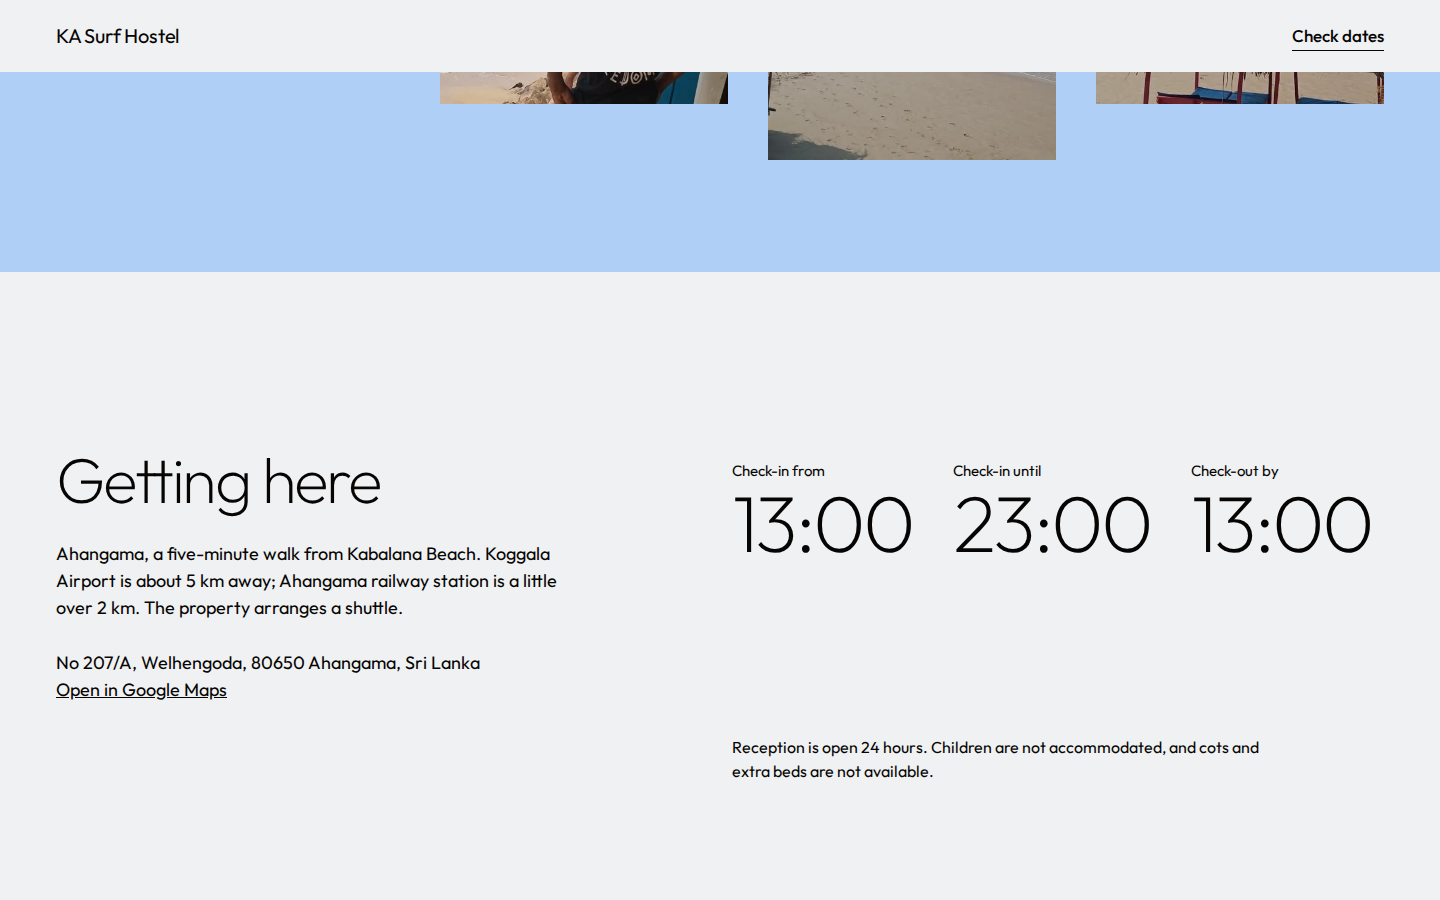 KA Surf Hostel
Check dates
Getting here
Ahangama, a five-minute walk from Kabalana Beach. Koggala
Airport is about 5 km away; Ahangama railway station is a little
over 2 km. The property arranges a shuttle.
No 207/A, Welhengoda, 80650 Ahangama, Sri Lanka
Open in Google Maps
Check-in from
13:00
Check-in until
23:00
Check-out by
13:00
Reception is open 24 hours. Children are not accommodated, and cots and
extra beds are not available.